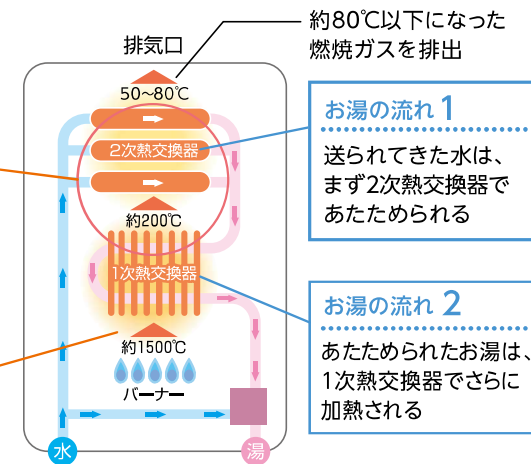 約80℃以下になった
燃焼ガスを排出
排気口
50〜80℃
2次熱交換器
約200℃
1次熱交換器
約1500℃
バーナー
水
湯
お湯の流れ 1
送られてきた水は、
まず2次熱交換器で
あたためられる
お湯の流れ 2
あたためられたお湯は、
1次熱交換器でさらに
加熱される